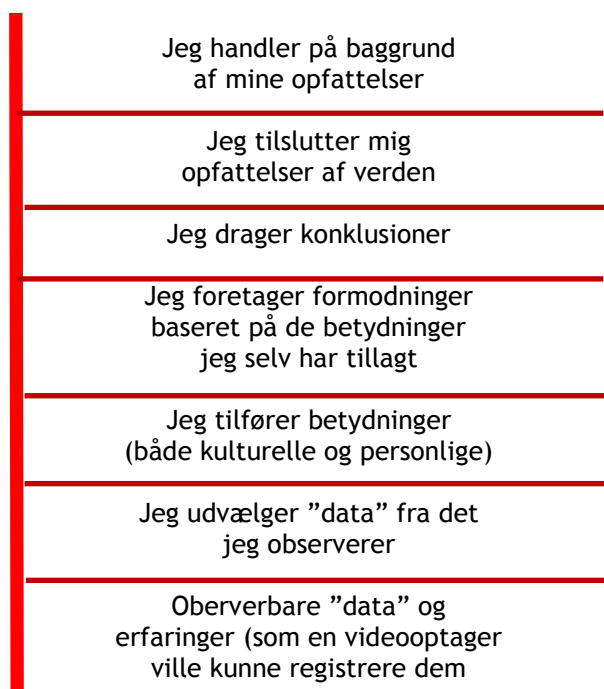 Jeg handler på baggrund
af mine opfattelser
Jeg tilslutter mig
opfattelser af verden
Jeg drager konklusioner
Jeg foretager formodninger
baseret på de betydninger
jeg selv har tillagt
Jeg tilfører betydninger
(både kulturelle og personlige)
Jeg udvælger ”data” fra det
jeg observerer
Oberverbare ”data” og
erfaringer (som en videooptager
ville kunne registrere dem